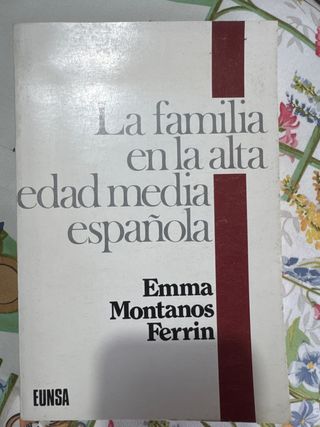 La familia
en la alta
edad media
española
Emma
Montanos
Ferrin
EUNSA